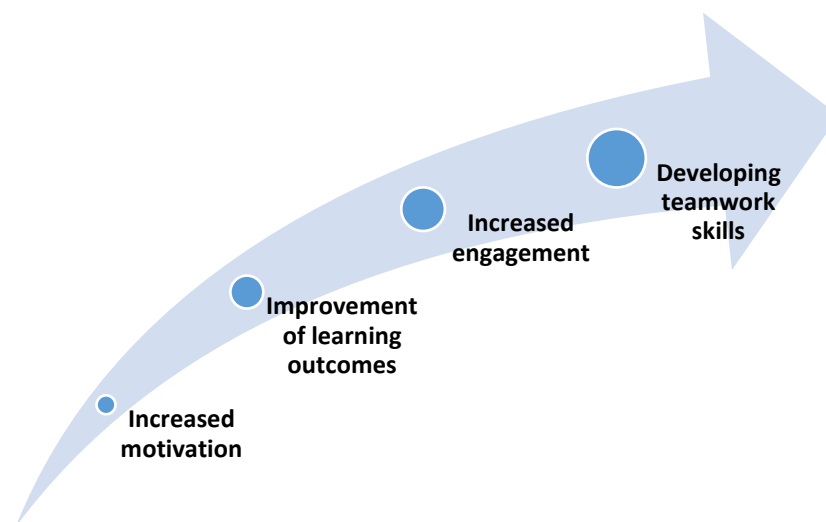 Increased
motivation
Improvement
of learning
outcomes
Increased
engagement
Developing
teamwork
skills